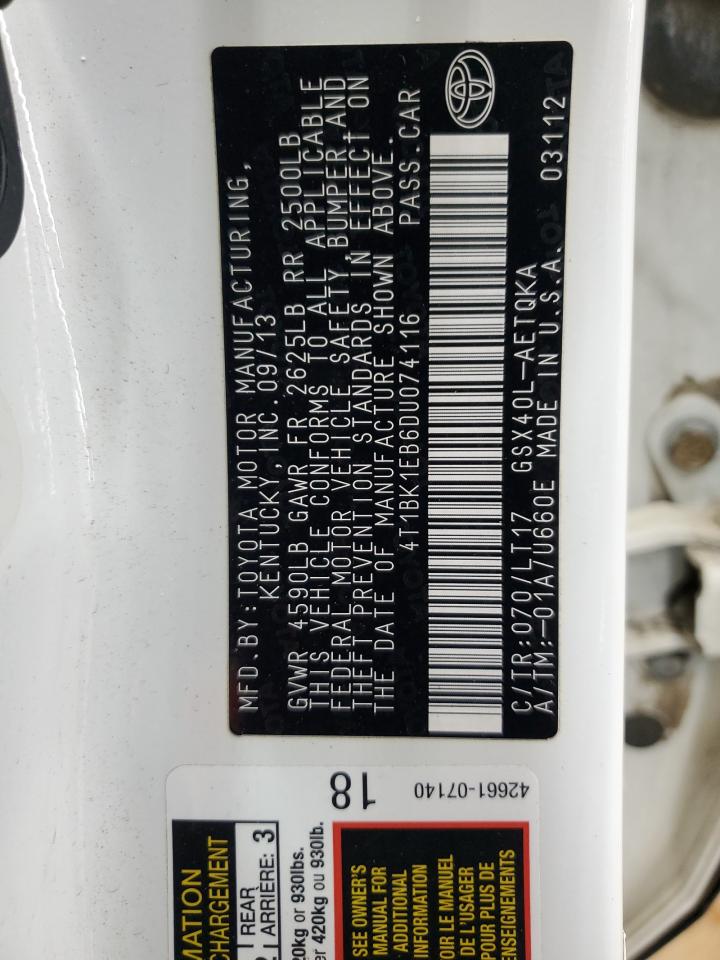 MFD.BY:TOYOTA MOTOR MANUFACTURING,
KENTUCKY, INC. 09/13
GVWR 4590LB GAWR FR 2625LB RR 2500LB
THIS VEHICLE CONFORMS TO ALL APPLICABLE
FEDERAL MOTOR VEHICLE SAFETY, BUMPER, AND
THEFT PREVENTION STANDARDS IN EFFECT ON
THE DATE OF MANUFACTURE SHOWN ABOVE.
4T1BK1EB6DU074116 PASS.CAR
C/TR:070/LT17 GSX40L-AETQKA
A/TM:-01A/U660E MADE IN U.S.A. 03112
18
42661-07140
MATION
CHARGEMENT
REAR
ARRIÈRE: 3
20kg or 930lbs.
er 420kg ou 930lb.
SEE OWNER'S
MANUAL FOR
ADDITIONAL
INFORMATION
OIR LE MANUEL
DE L'USAGER
POUR PLUS DE
ENSEIGNEMENTS